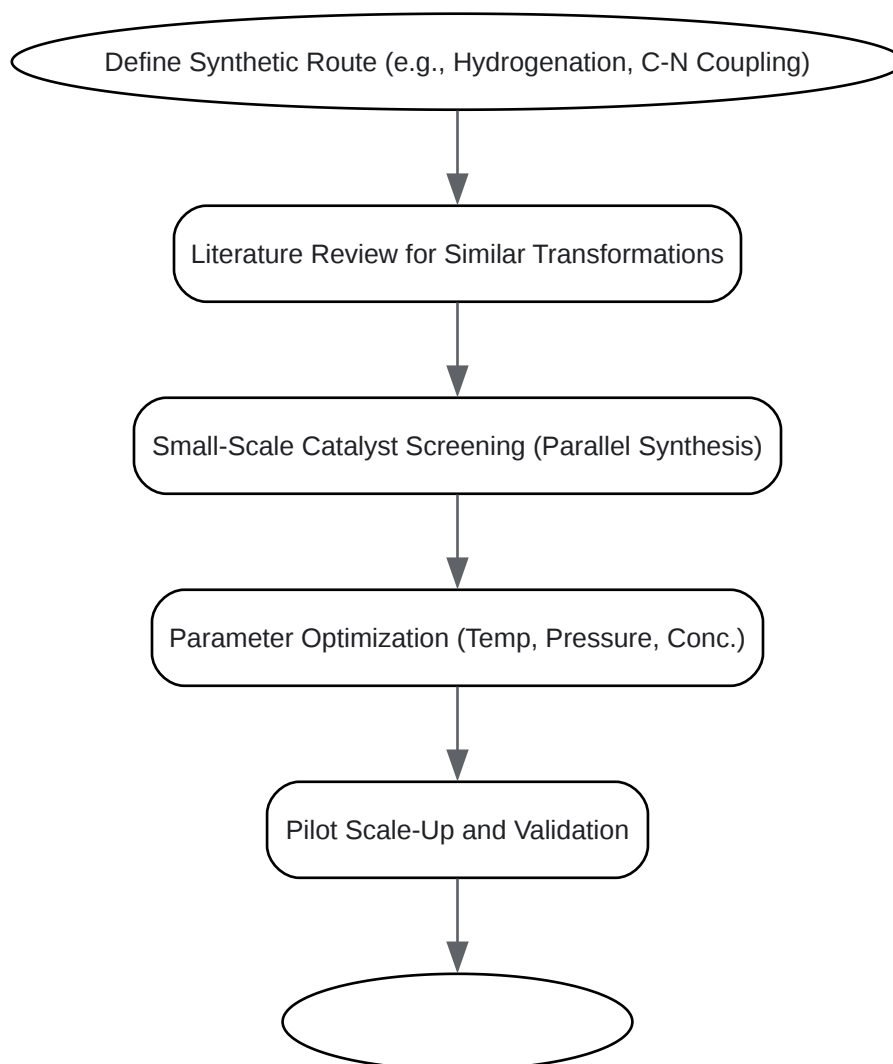 Define Synthetic Route (e.g., Hydrogenation, C-N Coupling)
Literature Review for Similar Transformations
Small-Scale Catalyst Screening (Parallel Synthesis)
Parameter Optimization (Temp, Pressure, Conc.)
Pilot Scale-Up and Validation